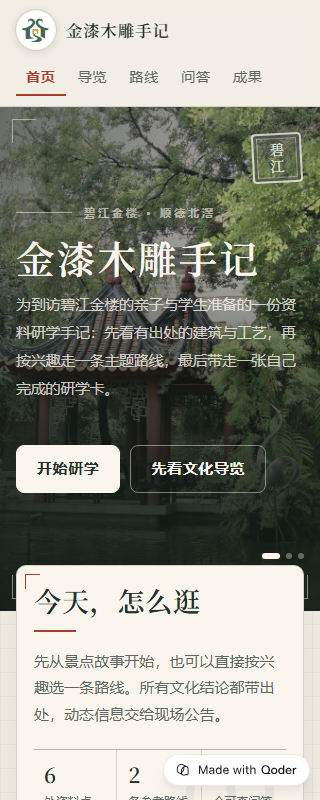 金漆木雕手记
首页 导览 路线 问答 成果
碧江
碧江金楼 • 顺德北滘
金漆木雕手记
为到访碧江金楼的亲子与学生准备的一份资
料研学手记：先看有出处的建筑与工艺，再
按兴趣走一条主题路线，最后带走一张自己
完成的研学卡。
开始研学 先看文化导览
今天，怎么逛
先从景点故事开始，也可以直接按兴
趣选一条路线。所有文化结论都带出
处，动态信息交给现场公告。
6 2
Made with Qoder